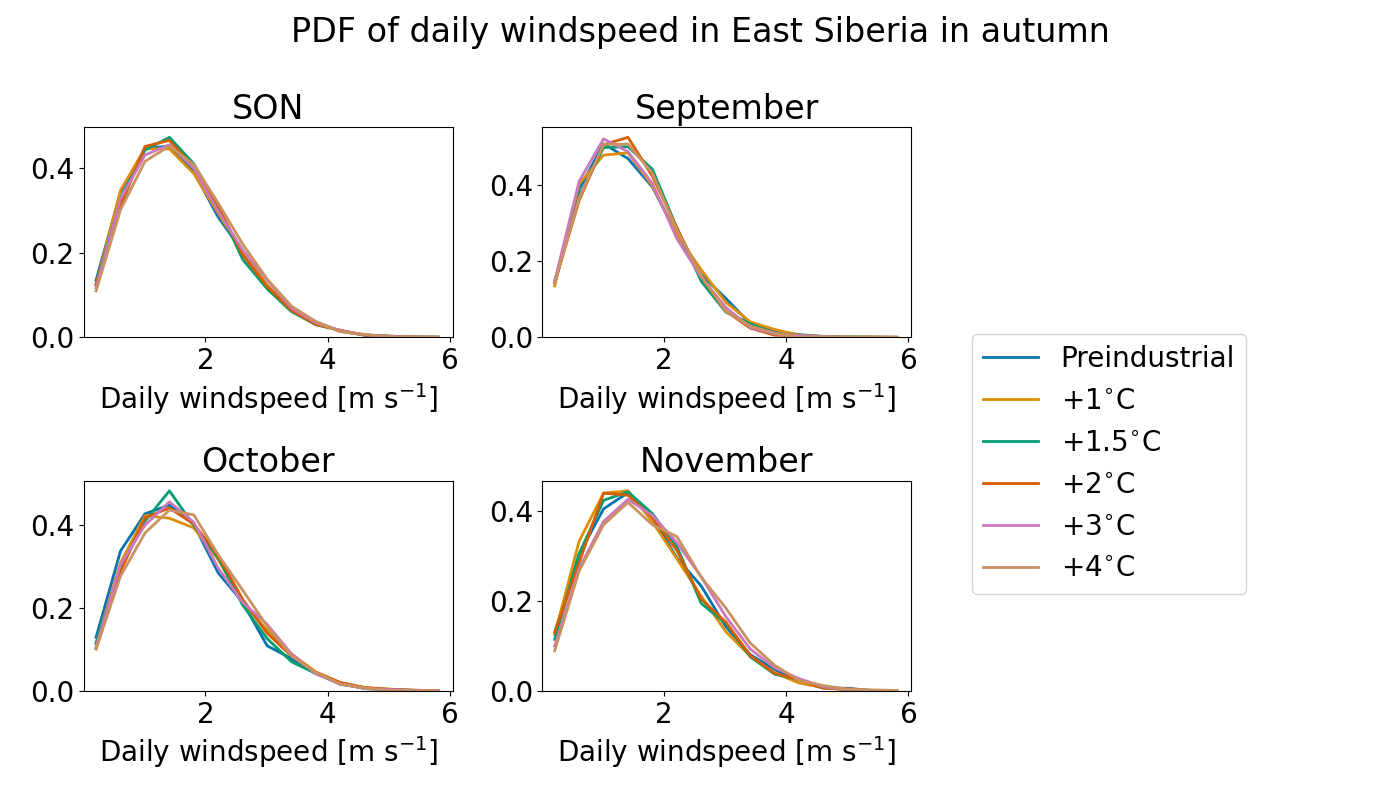 PDF of daily windspeed in East Siberia in autumn
SON
0.4
0.2
0.0
2 4 6
Daily windspeed [m s⁻¹]
September
0.4
0.2
0.0
2 4 6
Daily windspeed [m s⁻¹]
October
0.4
0.2
0.0
2 4 6
Daily windspeed [m s⁻¹]
November
0.4
0.2
0.0
2 4 6
Daily windspeed [m s⁻¹]
Preindustrial
+1°C
+1.5°C
+2°C
+3°C
+4°C